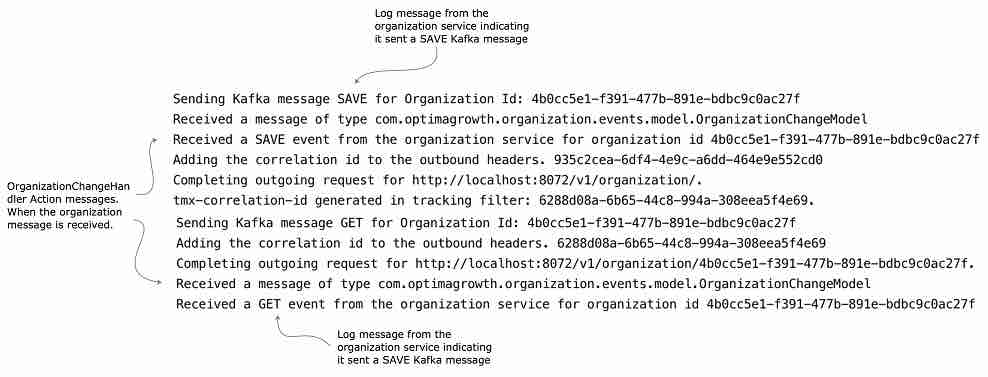 Log message from the
organization service indicating
it sent a SAVE Kafka message
Sending Kafka message SAVE for Organization Id: 4b0cc5e1-f391-477b-891e-bdbc9c0ac27f
Received a message of type com.optimagrowth.organization.events.model.OrganizationChangeModel
Received a SAVE event from the organization service for organization id 4b0cc5e1-f391-477b-891e-bdbc9c0ac27f
Adding the correlation id to the outbound headers. 935c2cea-6df4-4e9c-a6dd-464e9e552cd0
Completing outgoing request for http://localhost:8072/v1/organization/.
tmx-correlation-id generated in tracking filter: 6288d08a-6b65-44c8-994a-308eea5f4e69.
OrganizationChangeHan
dler Action messages.
When the organization
message is received.
Sending Kafka message GET for Organization Id: 4b0cc5e1-f391-477b-891e-bdbc9c0ac27f
Adding the correlation id to the outbound headers. 6288d08a-6b65-44c8-994a-308eea5f4e69
Completing outgoing request for http://localhost:8072/v1/organization/4b0cc5e1-f391-477b-891e-bdbc9c0ac27f.
Received a message of type com.optimagrowth.organization.events.model.OrganizationChangeModel
Received a GET event from the organization service for organization id 4b0cc5e1-f391-477b-891e-bdbc9c0ac27f
Log message from the
organization service indicating
it sent a SAVE Kafka message